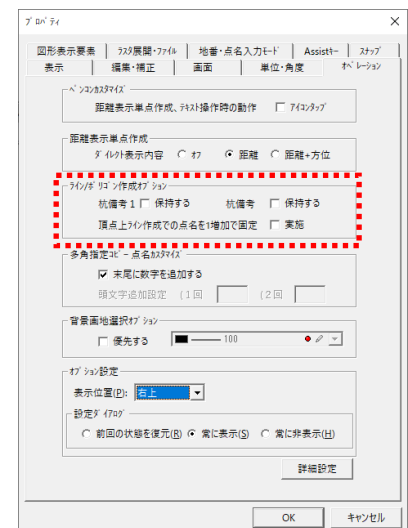 ﾌﾟﾛﾊﾟﾃｨ
図形表示要素 ﾗｽﾀ展開・ﾌｧｲﾙ 地番・点名入力ﾓｰﾄﾞ Assistｷｰ ｽﾅｯﾌﾟ
表示 編集・補正 画面 単位・角度 ｵﾍﾟﾚｰｼｮﾝ
ﾍﾟﾝｺﾝｶｽﾀﾏｲｽﾞ
距離表示単点作成、ﾃｷｽﾄ操作時の動作 ｱｲｺﾝﾀｯﾌﾟ
距離表示単点作成
ﾀﾞｲﾚｸﾄ表示内容 ｵﾌ 距離 距離+方位
ﾗｲﾝ/ﾎﾟﾘｺﾞﾝ作成ｵﾌﾟｼｮﾝ
杭備考1 保持する 杭備考 保持する
頂点上ﾗｲﾝ作成での点名を1増加で固定 実施
多角指定ｺﾋﾟｰ点名ｶｽﾀﾏｲｽﾞ
末尾に数字を追加する
頭文字追加設定 (1回 (2回
背景画地選択ｵﾌﾟｼｮﾝ
優先する 100
ｵﾌﾟｼｮﾝ設定
表示位置(P): 右上
設定ﾀﾞｲｱﾛｸﾞ
前回の状態を復元(R) 常に表示(S) 常に非表示(H)
詳細設定
OK キャンセル